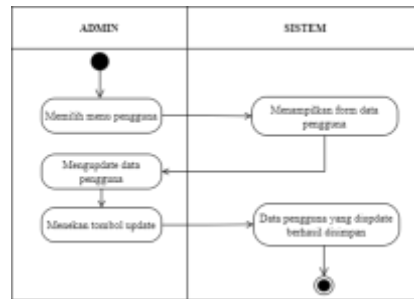 ADMIN
SISTEM
Memilih menu pengguna
Menampilkan form data
pengguna
Mengupdate data
pengguna
Menekan tombol update
Data pengguna yang diupdate
berhasil disimpan